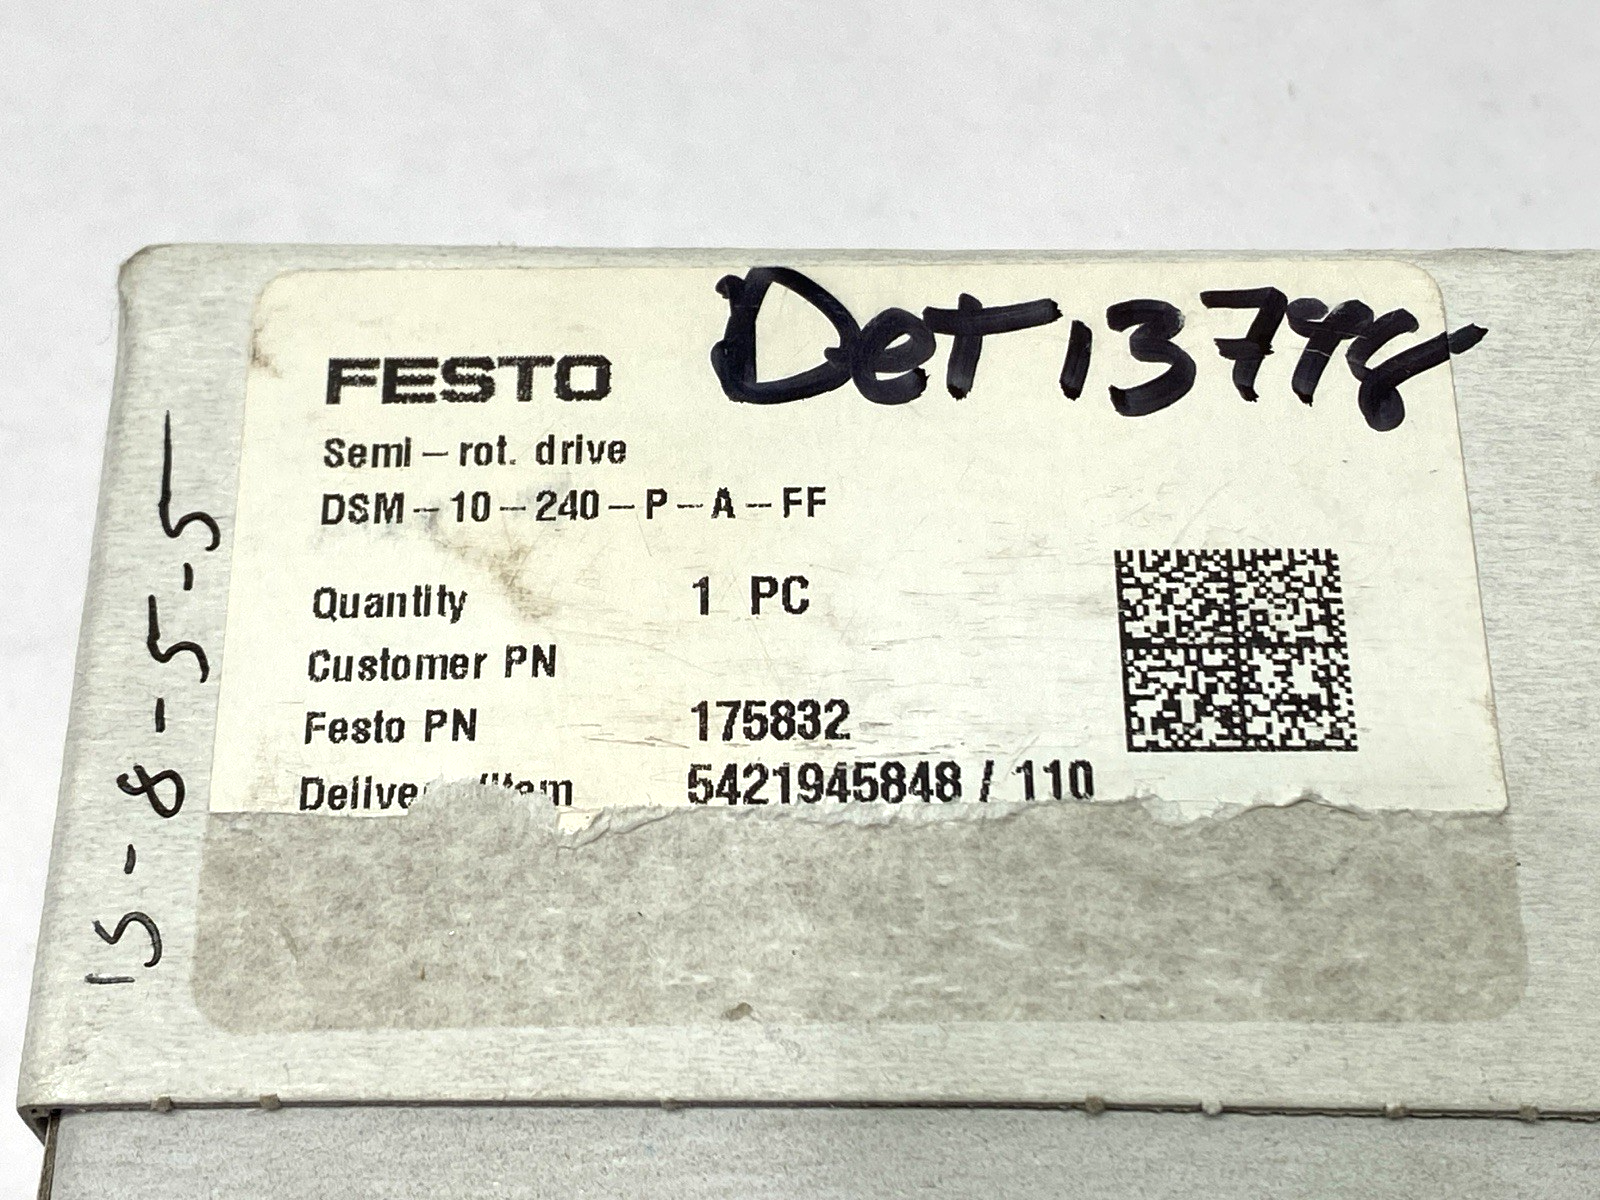 Det 13798
FESTO
Semi-rot. drive
DSM-10-240-P-A-FF
Quantity 1 PC
Customer PN
Festo PN 175832
5421945848 / 110
15-8-5-5